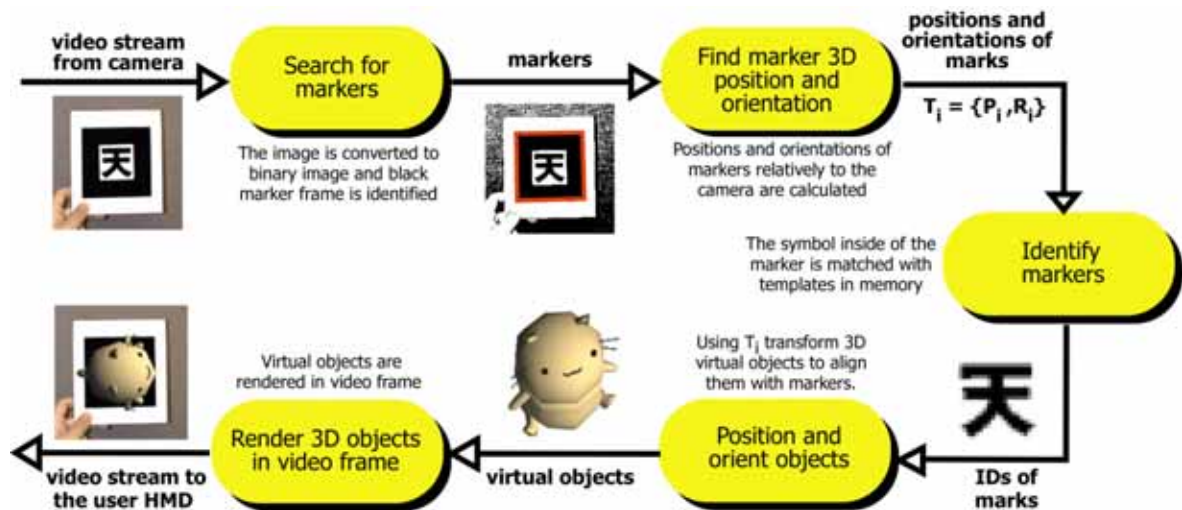 video stream
from camera
天
Search for
markers
The image is converted to
binary image and black
marker frame is identified
markers
天
Find marker 3D
position and
orientation
Positions and orientations of
markers relatively to the
camera are calculated
positions and
orientations of
marks
Ti = {Pi ,Ri}
Identify
markers
The symbol inside of the
marker is matched with
templates in memory
天
IDs of
marks
Position and
orient objects
Using Ti transform 3D
virtual objects to align
them with markers.
virtual objects
Render 3D objects
in video frame
Virtual objects are
rendered in video frame
video stream to
the user HMD